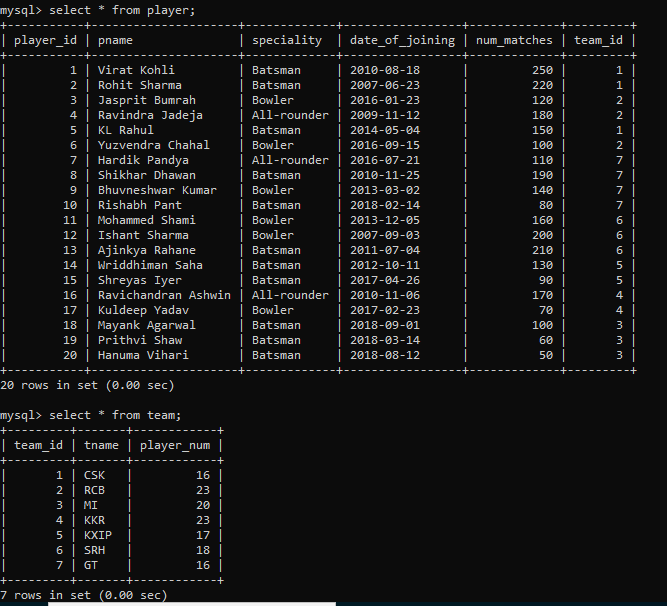 mysql> select * from player;
+-----------+---------------------+-------------+-----------------+-------------+---------+
| player_id | pname               | speciality  | date_of_joining | num_matches | team_id |
+-----------+---------------------+-------------+-----------------+-------------+---------+
|         1 | Virat Kohli         | Batsman     | 2010-08-18      |         250 |       1 |
|         2 | Rohit Sharma        | Batsman     | 2007-06-23      |         220 |       1 |
|         3 | Jasprit Bumrah      | Bowler      | 2016-01-23      |         120 |       2 |
|         4 | Ravindra Jadeja     | All-rounder | 2009-11-12      |         180 |       2 |
|         5 | KL Rahul            | Batsman     | 2014-05-04      |         150 |       1 |
|         6 | Yuzvendra Chahal    | Bowler      | 2016-09-15      |         100 |       2 |
|         7 | Hardik Pandya       | All-rounder | 2016-07-21      |         110 |       7 |
|         8 | Shikhar Dhawan      | Batsman     | 2010-11-25      |         190 |       7 |
|         9 | Bhuvneshwar Kumar   | Bowler      | 2013-03-02      |         140 |       7 |
|        10 | Rishabh Pant        | Batsman     | 2018-02-14      |          80 |       7 |
|        11 | Mohammed Shami      | Bowler      | 2013-12-05      |         160 |       6 |
|        12 | Ishant Sharma       | Bowler      | 2007-09-03      |         200 |       6 |
|        13 | Ajinkya Rahane      | Batsman     | 2011-07-04      |         210 |       6 |
|        14 | Wriddhiman Saha     | Batsman     | 2012-10-11      |         130 |       5 |
|        15 | Shreyas Iyer        | Batsman     | 2017-04-26      |          90 |       5 |
|        16 | Ravichandran Ashwin | All-rounder | 2010-11-06      |         170 |       4 |
|        17 | Kuldeep Yadav       | Bowler      | 2017-02-23      |          70 |       4 |
|        18 | Mayank Agarwal      | Batsman     | 2018-09-01      |         100 |       3 |
|        19 | Prithvi Shaw        | Batsman     | 2018-03-14      |          60 |       3 |
|        20 | Hanuma Vihari       | Batsman     | 2018-08-12      |          50 |       3 |
+-----------+---------------------+-------------+-----------------+-------------+---------+
20 rows in set (0.00 sec)
mysql> select * from team;
+---------+-------+------------+
| team_id | tname | player_num |
+---------+-------+------------+
|       1 | CSK   |         16 |
|       2 | RCB   |         23 |
|       3 | MI    |         20 |
|       4 | KKR   |         23 |
|       5 | KXIP  |         17 |
|       6 | SRH   |         18 |
|       7 | GT    |         16 |
+---------+-------+------------+
7 rows in set (0.00 sec)